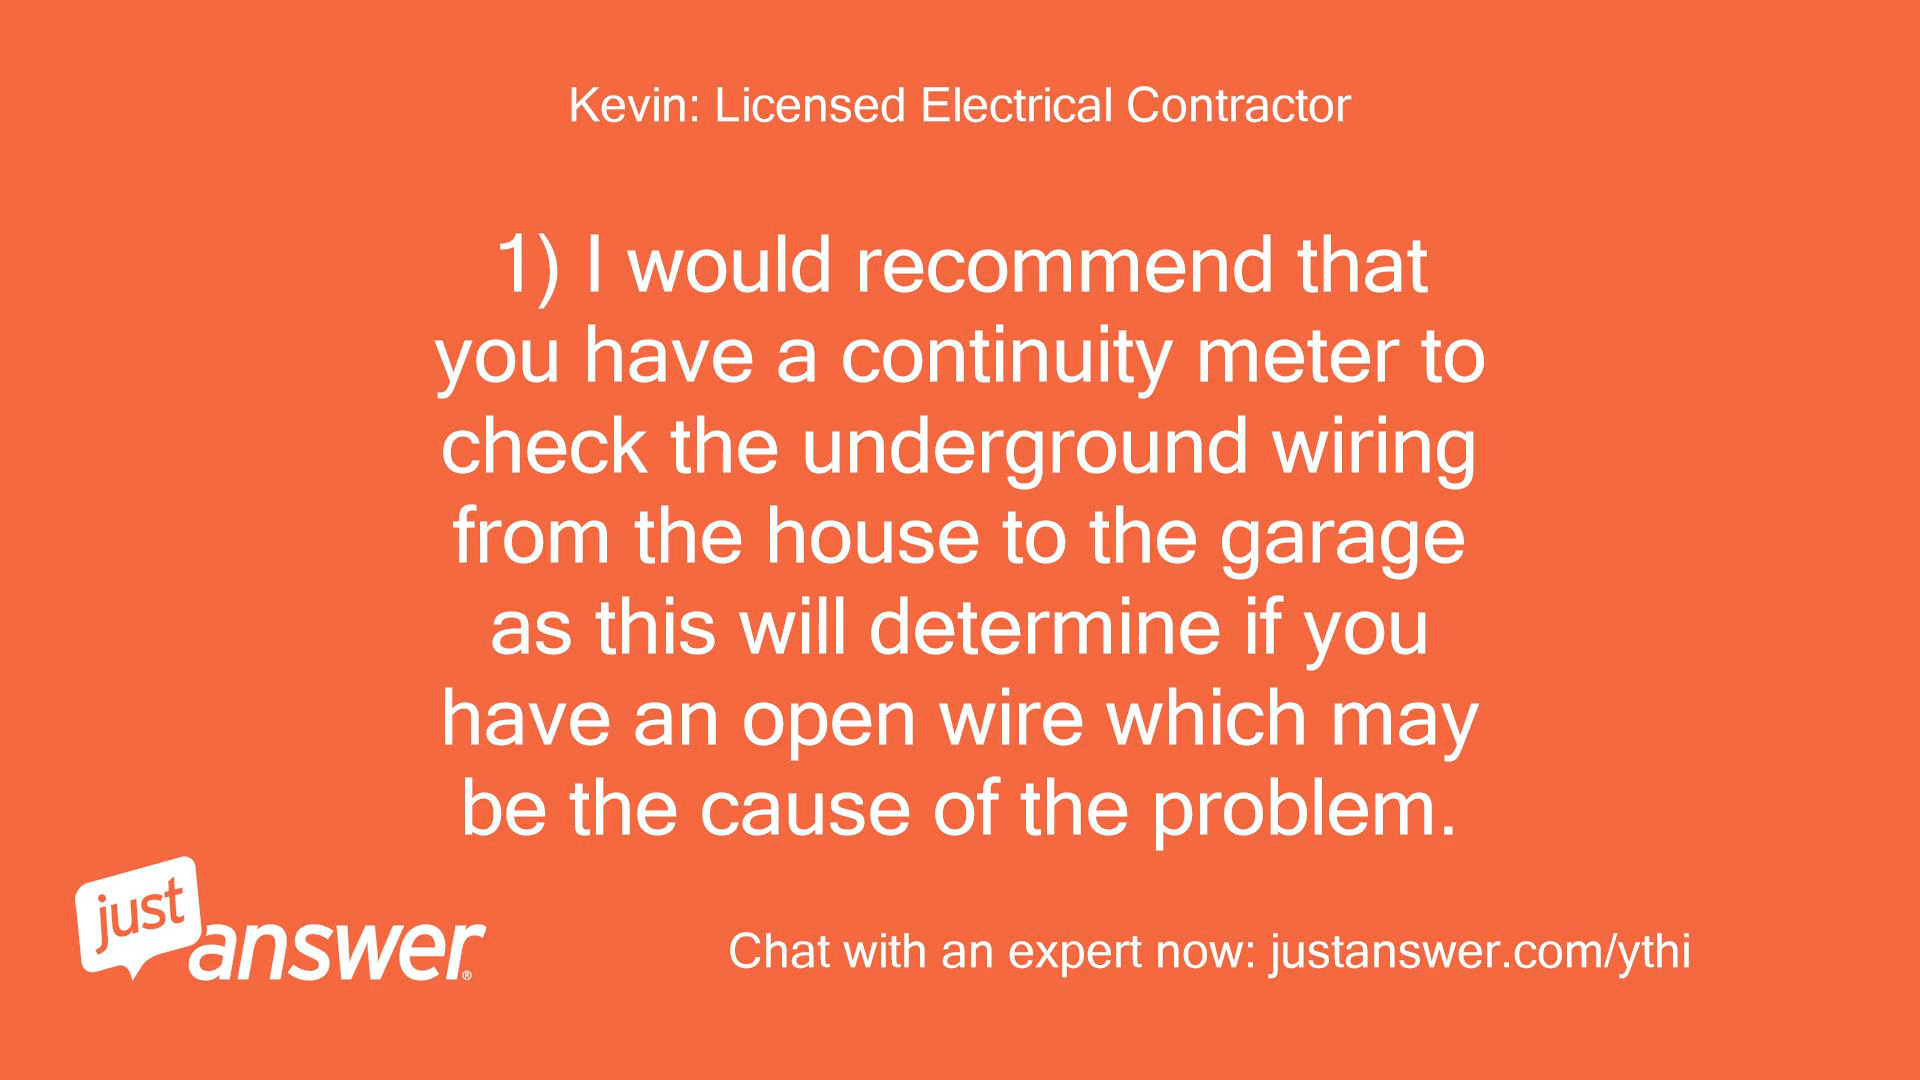 Kevin: Licensed Electrical Contractor
1) I would recommend that
you have a continuity meter to
check the underground wiring
from the house to the garage
as this will determine if you
have an open wire which may
be the cause of the problem.
just
answer®
Chat with an expert now: justanswer.com/ythi